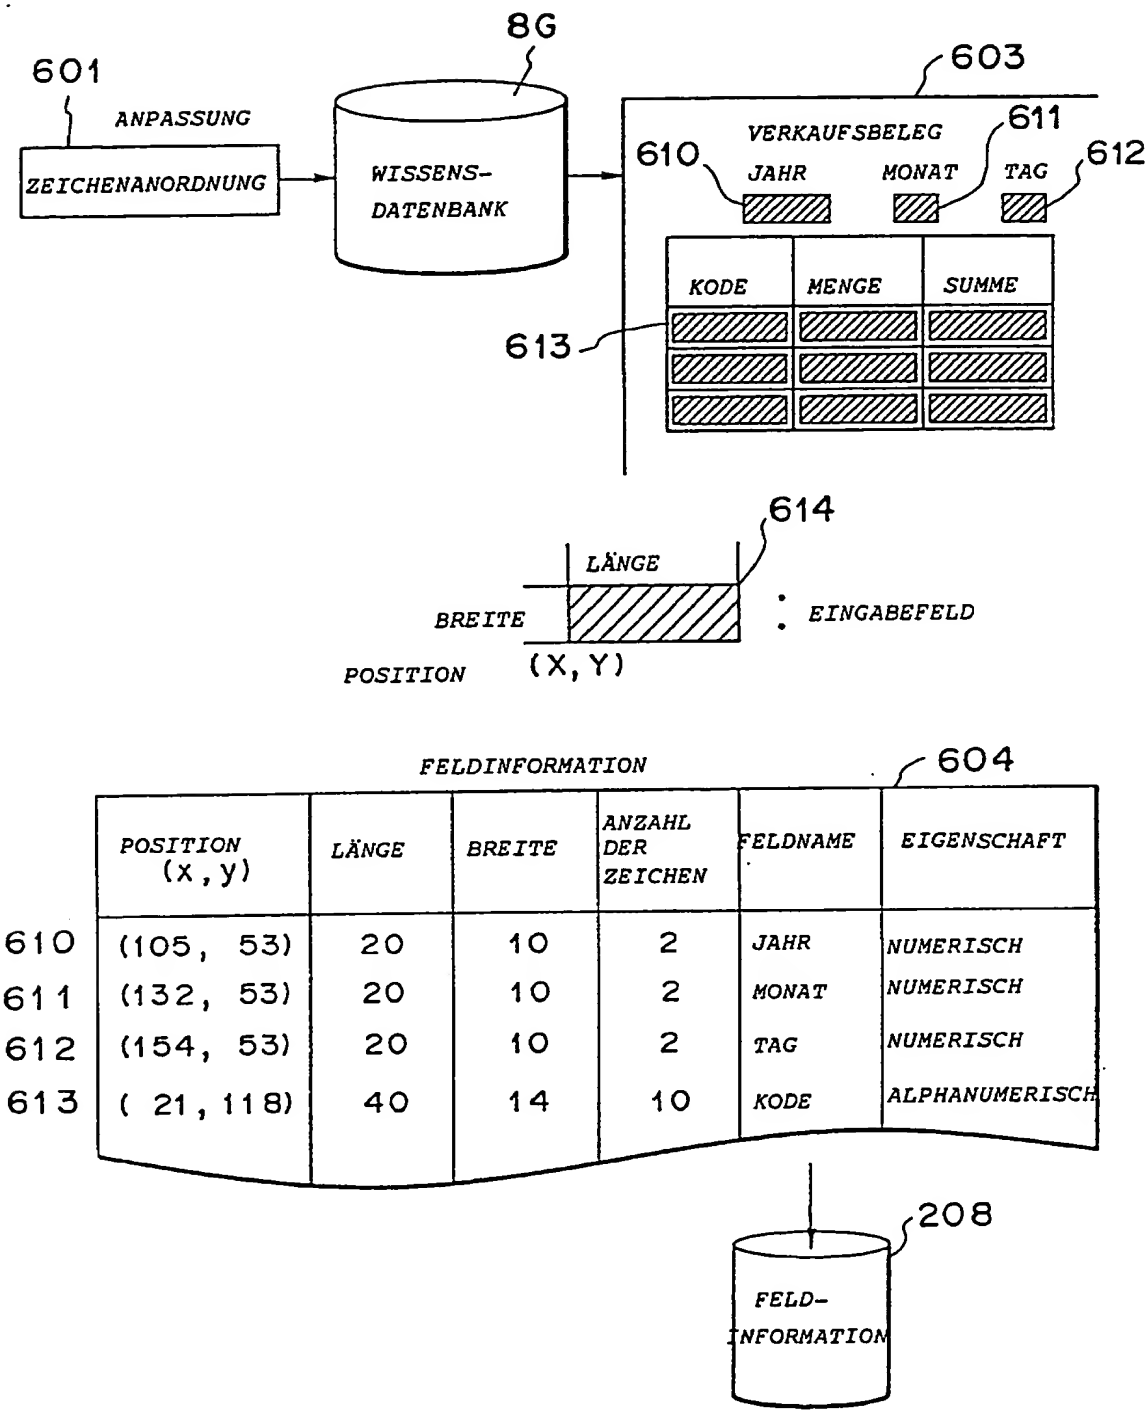 8G
601
603
ANPASSUNG
611
VERKAUFSBELEG
610
612
JAHR MONAT TAG
ZEICHENANORDNUNG
WISSENS-
DATENBANK
KODE MENGE SUMME
613
614
LÄNGE
BREITE
: EINGABEFELD
POSITION (X, Y)
FELDINFORMATION
604
POSITION
(x, y)
LÄNGE
BREITE
ANZAHL
DER
ZEICHEN
FELDNAME
EIGENSCHAFT
610 (105, 53) 20 10 2 JAHR NUMERISCH
611 (132, 53) 20 10 2 MONAT NUMERISCH
612 (154, 53) 20 10 2 TAG NUMERISCH
613 ( 21, 118) 40 14 10 KODE ALPHANUMERISCH
208
FELD-
INFORMATION